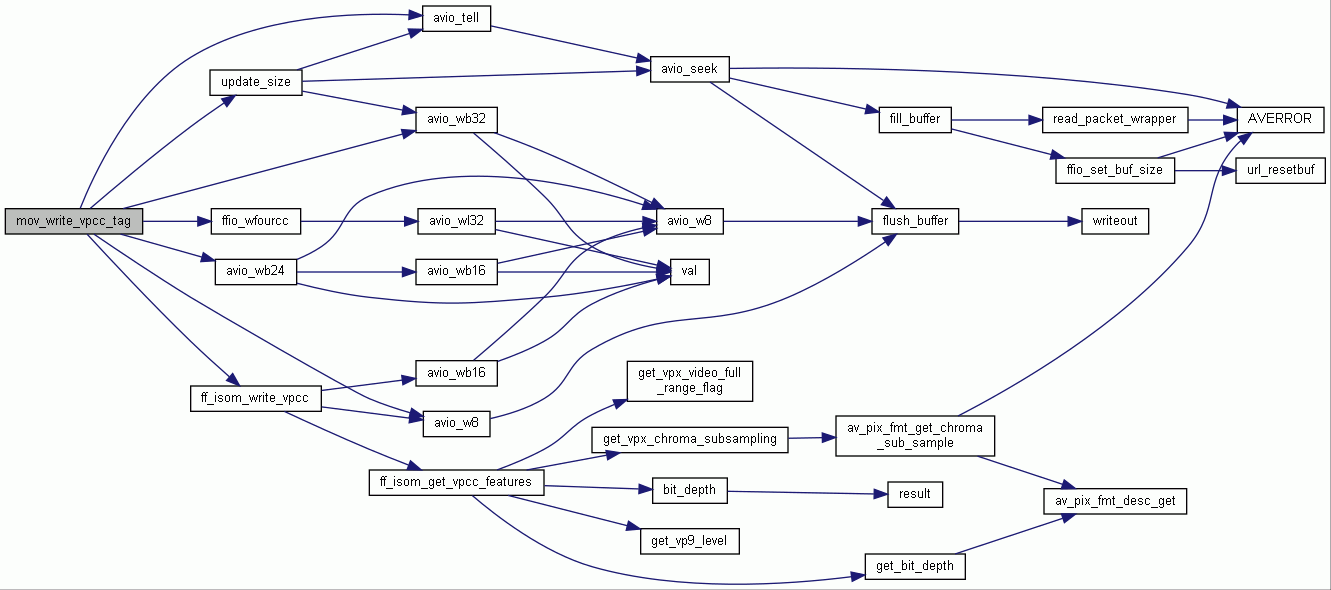 avio_tell
avio_seek
update_size
avio_wb32
fill_buffer
read_packet_wrapper
AVERROR
ffio_set_buf_size
url_resetbuf
mov_write_vpcc_tag
ffio_wfourcc
avio_wl32
avio_w8
flush_buffer
writeout
avio_wb24
avio_wb16
val
avio_wb16
get_vpx_video_full
_range_flag
ff_isom_write_vpcc
avio_w8
get_vpx_chroma_subsampling
av_pix_fmt_get_chroma
_sub_sample
ff_isom_get_vpcc_features
bit_depth
result
av_pix_fmt_desc_get
get_vp9_level
get_bit_depth